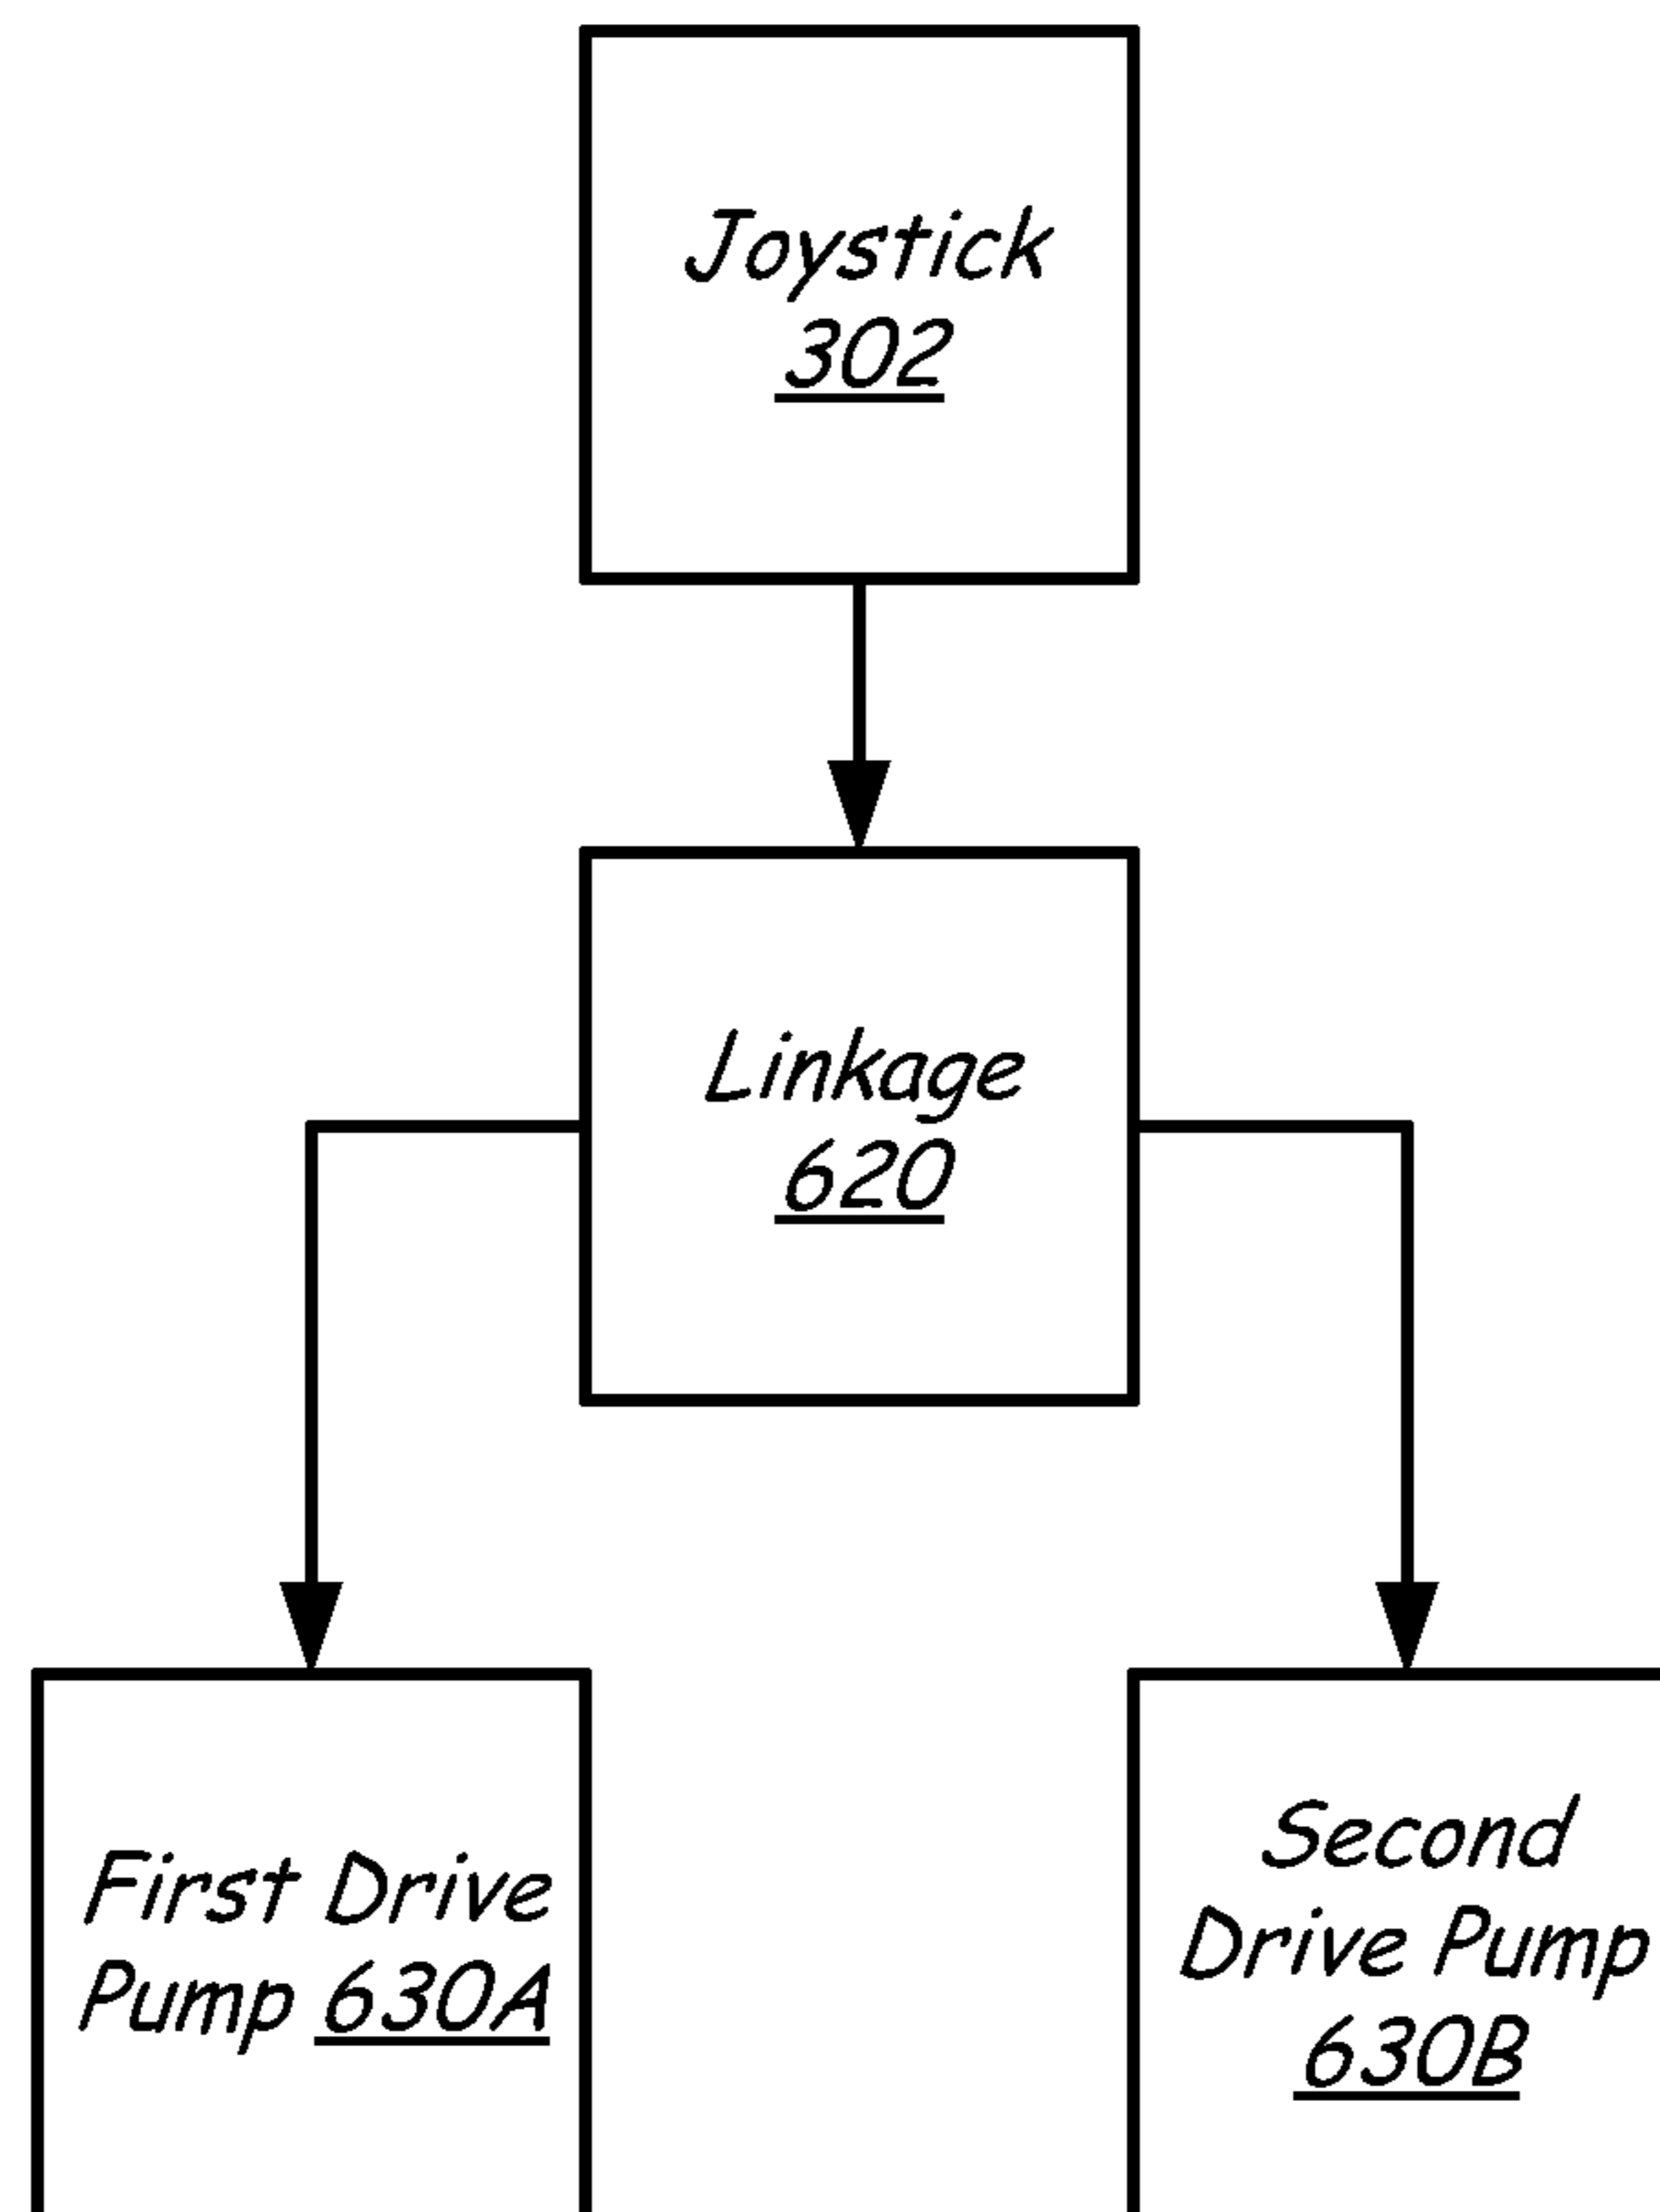 Joystick
302
Linkage
620
First Drive
Pump 630A
Second
Drive Pump
630B